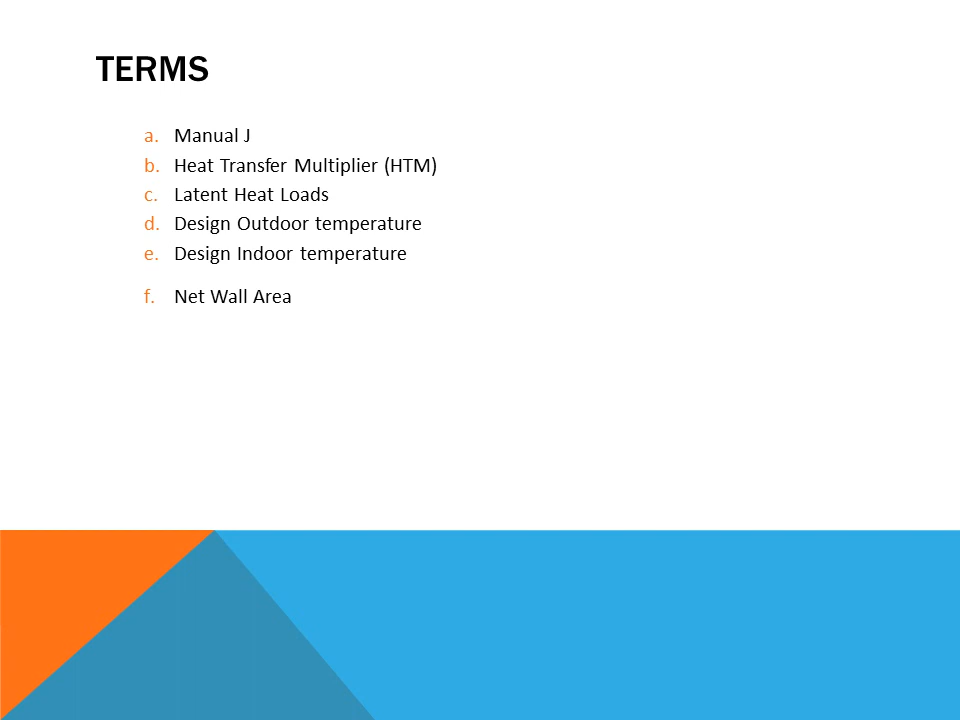 TERMS
a. Manual J
b. Heat Transfer Multiplier (HTM)
c. Latent Heat Loads
d. Design Outdoor temperature
e. Design Indoor temperature
f. Net Wall Area